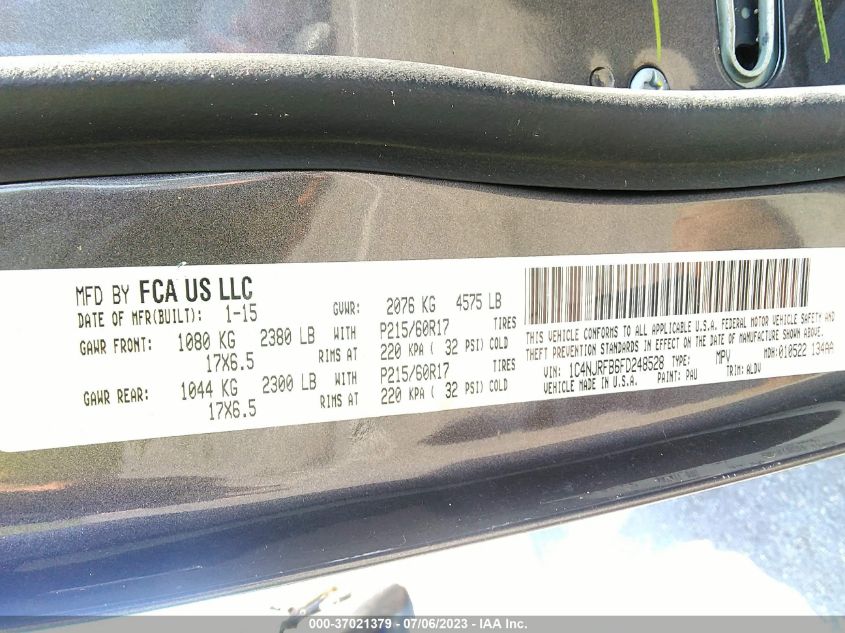 MFD BY FCA US LLC
DATE OF MFR(BUILT): 1-15 GVWR: 2076 KG 4575 LB
GAWR FRONT: 1080 KG 2380 LB WITH P215/60R17 TIRES
17X6.5 RIMS AT 220 KPA ( 32 PSI) COLD
GAWR REAR: 1044 KG 2300 LB WITH P215/60R17 TIRES
17X6.5 RIMS AT 220 KPA ( 32 PSI) COLD
THIS VEHICLE CONFORMS TO ALL APPLICABLE U.S.A. FEDERAL MOTOR VEHICLE SAFETY AND
THEFT PREVENTION STANDARDS IN EFFECT ON THE DATE OF MANUFACTURE SHOWN ABOVE.
VIN: 1C4NJRFB6FD248528 TYPE: MPV MDH: 010522 134AA
VEHICLE MADE IN U.S.A. PAINT: PAU TRIM: ALDV
000-37021379 - 07/06/2023 - IAA Inc.